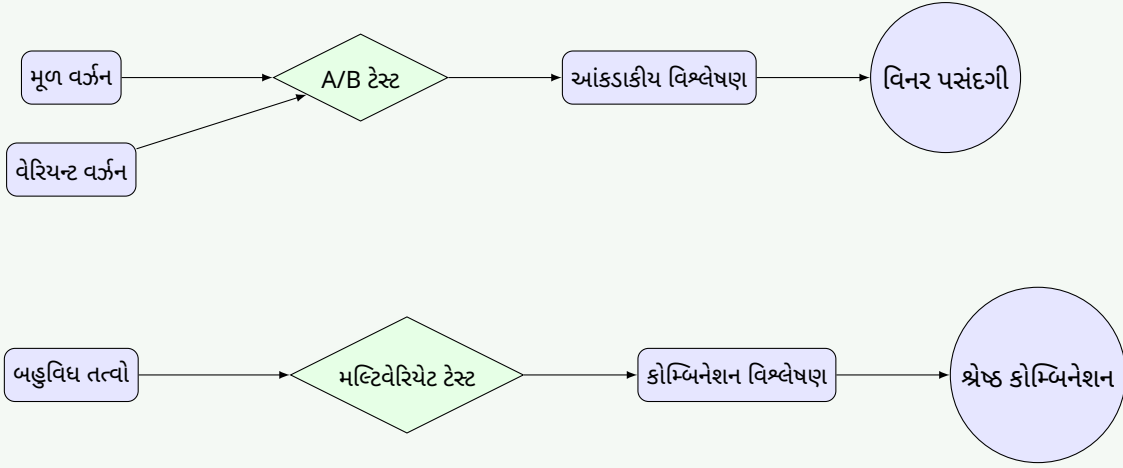 મૂળ વર્ઝન
A/B ટેસ્ટ
આંકડાકીય વિશ્લેષણ
વિનર પસંદગી
વેરિયન્ટ વર્ઝન
બહુવિધ તત્વો
મલ્ટિવેરિયેટ ટેસ્ટ
કોમ્બિનેશન વિશ્લેષણ
શ્રેષ્ઠ કોમ્બિનેશન